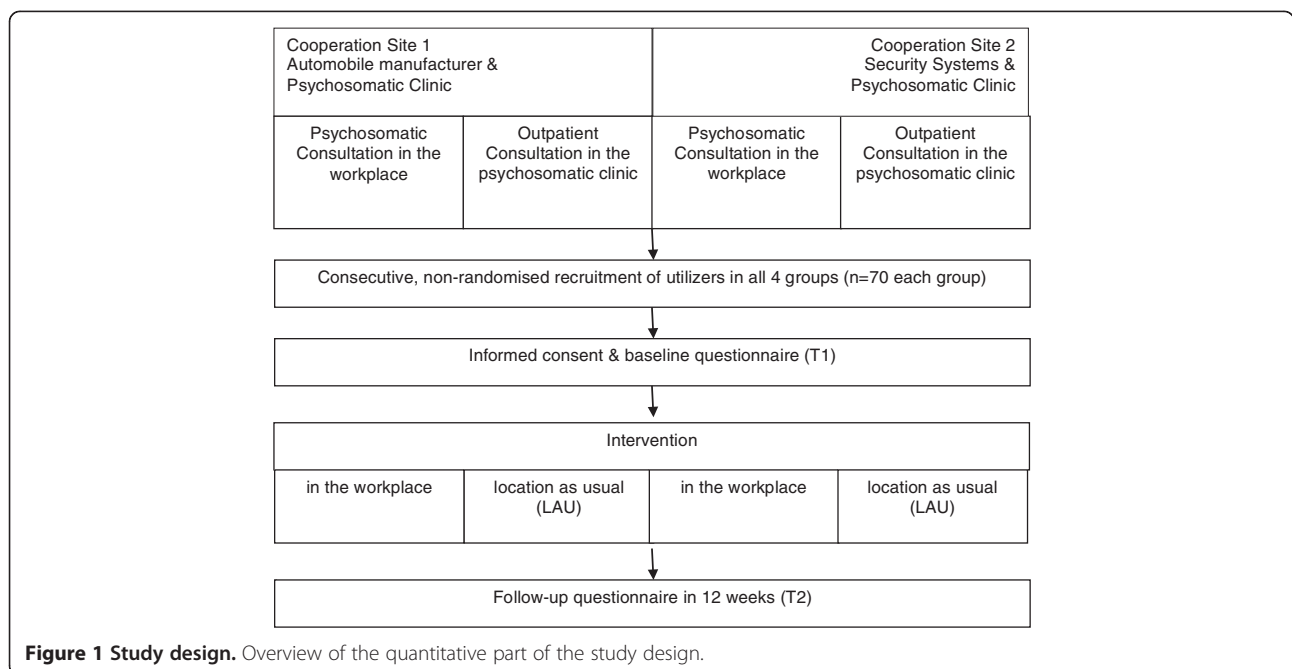 Cooperation Site 1
Automobile manufacturer &
Psychosomatic Clinic
Cooperation Site 2
Security Systems &
Psychosomatic Clinic
Psychosomatic
Consultation in the
workplace
Outpatient
Consultation in the
psychosomatic clinic
Psychosomatic
Consultation in the
workplace
Outpatient
Consultation in the
psychosomatic clinic
Consecutive, non-randomised recruitment of utilizers in all 4 groups (n=70 each group)
Informed consent & baseline questionnaire (T1)
Intervention
in the workplace
location as usual
(LAU)
in the workplace
location as usual
(LAU)
Follow-up questionnaire in 12 weeks (T2)
Figure 1 Study design. Overview of the quantitative part of the study design.